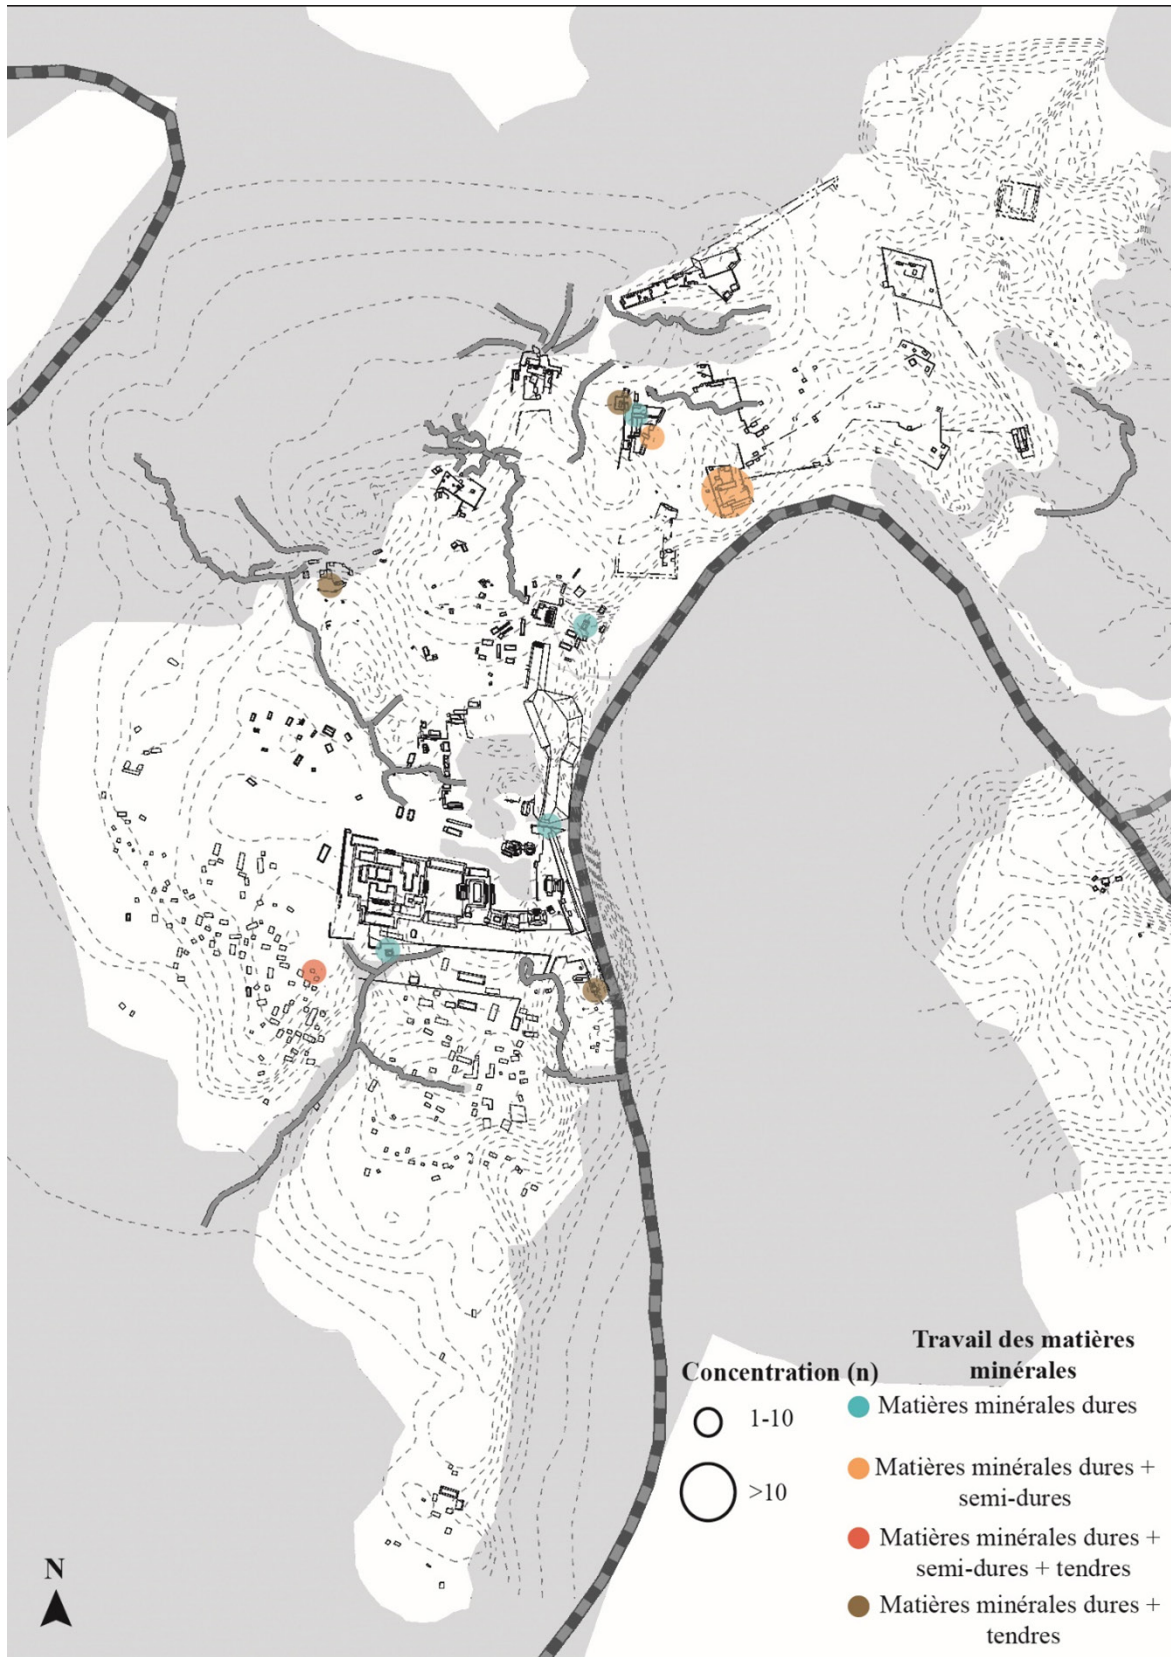 Travail des matières
minérales
Concentration (n)
1-10
>10
Matières minérales dures
Matières minérales dures +
semi-dures
Matières minérales dures +
semi-dures + tendres
Matières minérales dures +
tendres
N